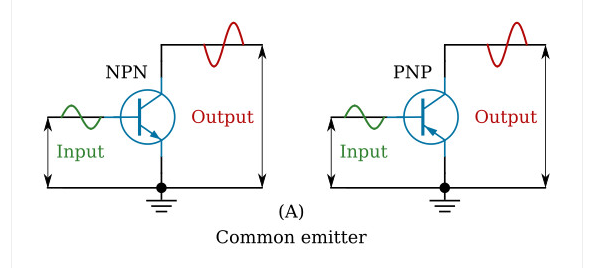 NPN
Output
Input
PNP
Output
Input
(A)
Common emitter